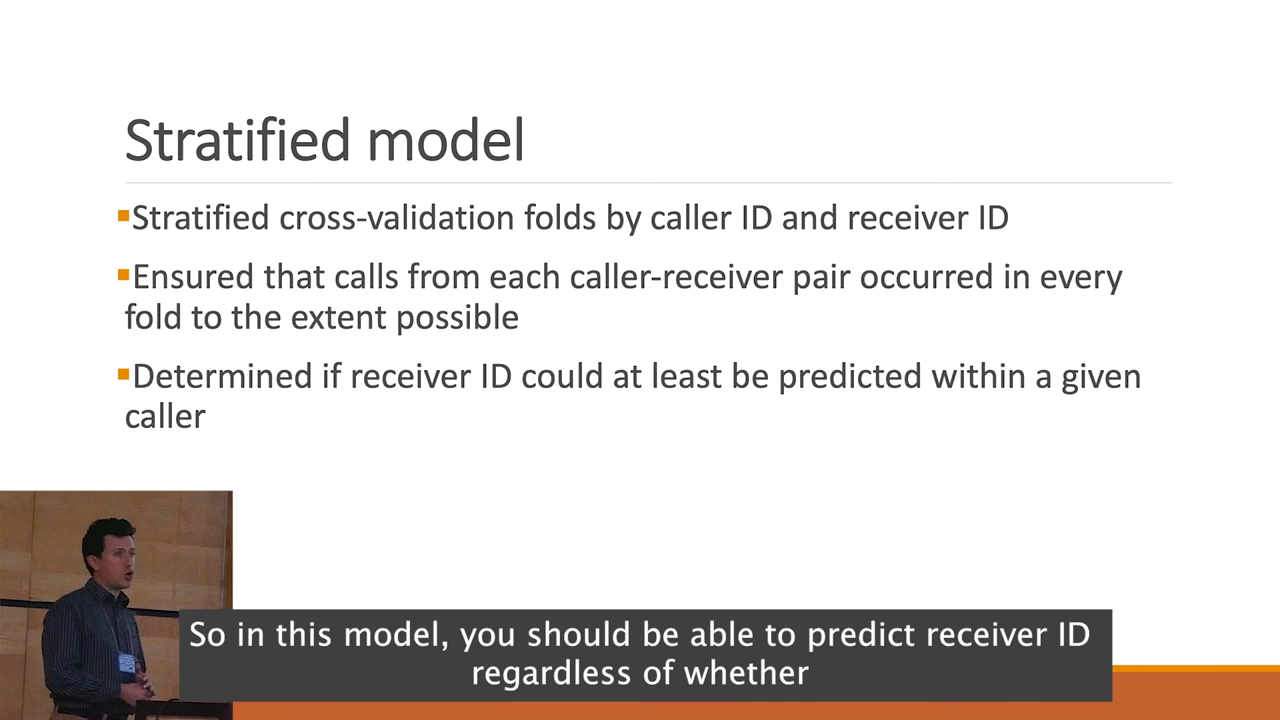 Stratified model
▪Stratified cross-validation folds by caller ID and receiver ID
▪Ensured that calls from each caller-receiver pair occurred in every
fold to the extent possible
▪Determined if receiver ID could at least be predicted within a given
caller
So in this model, you should be able to predict receiver ID
regardless of whether